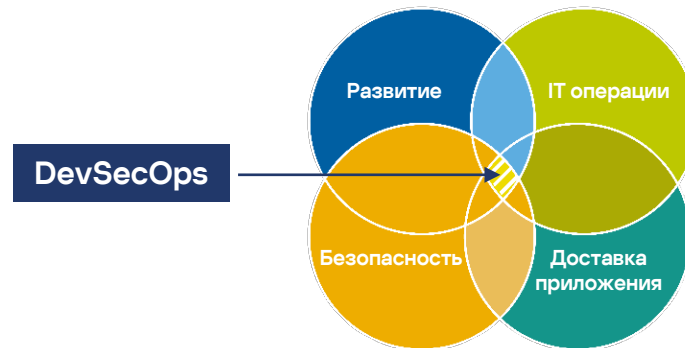 Развитие
IT операции
DevSecOps
Безопасность
Доставка
приложения